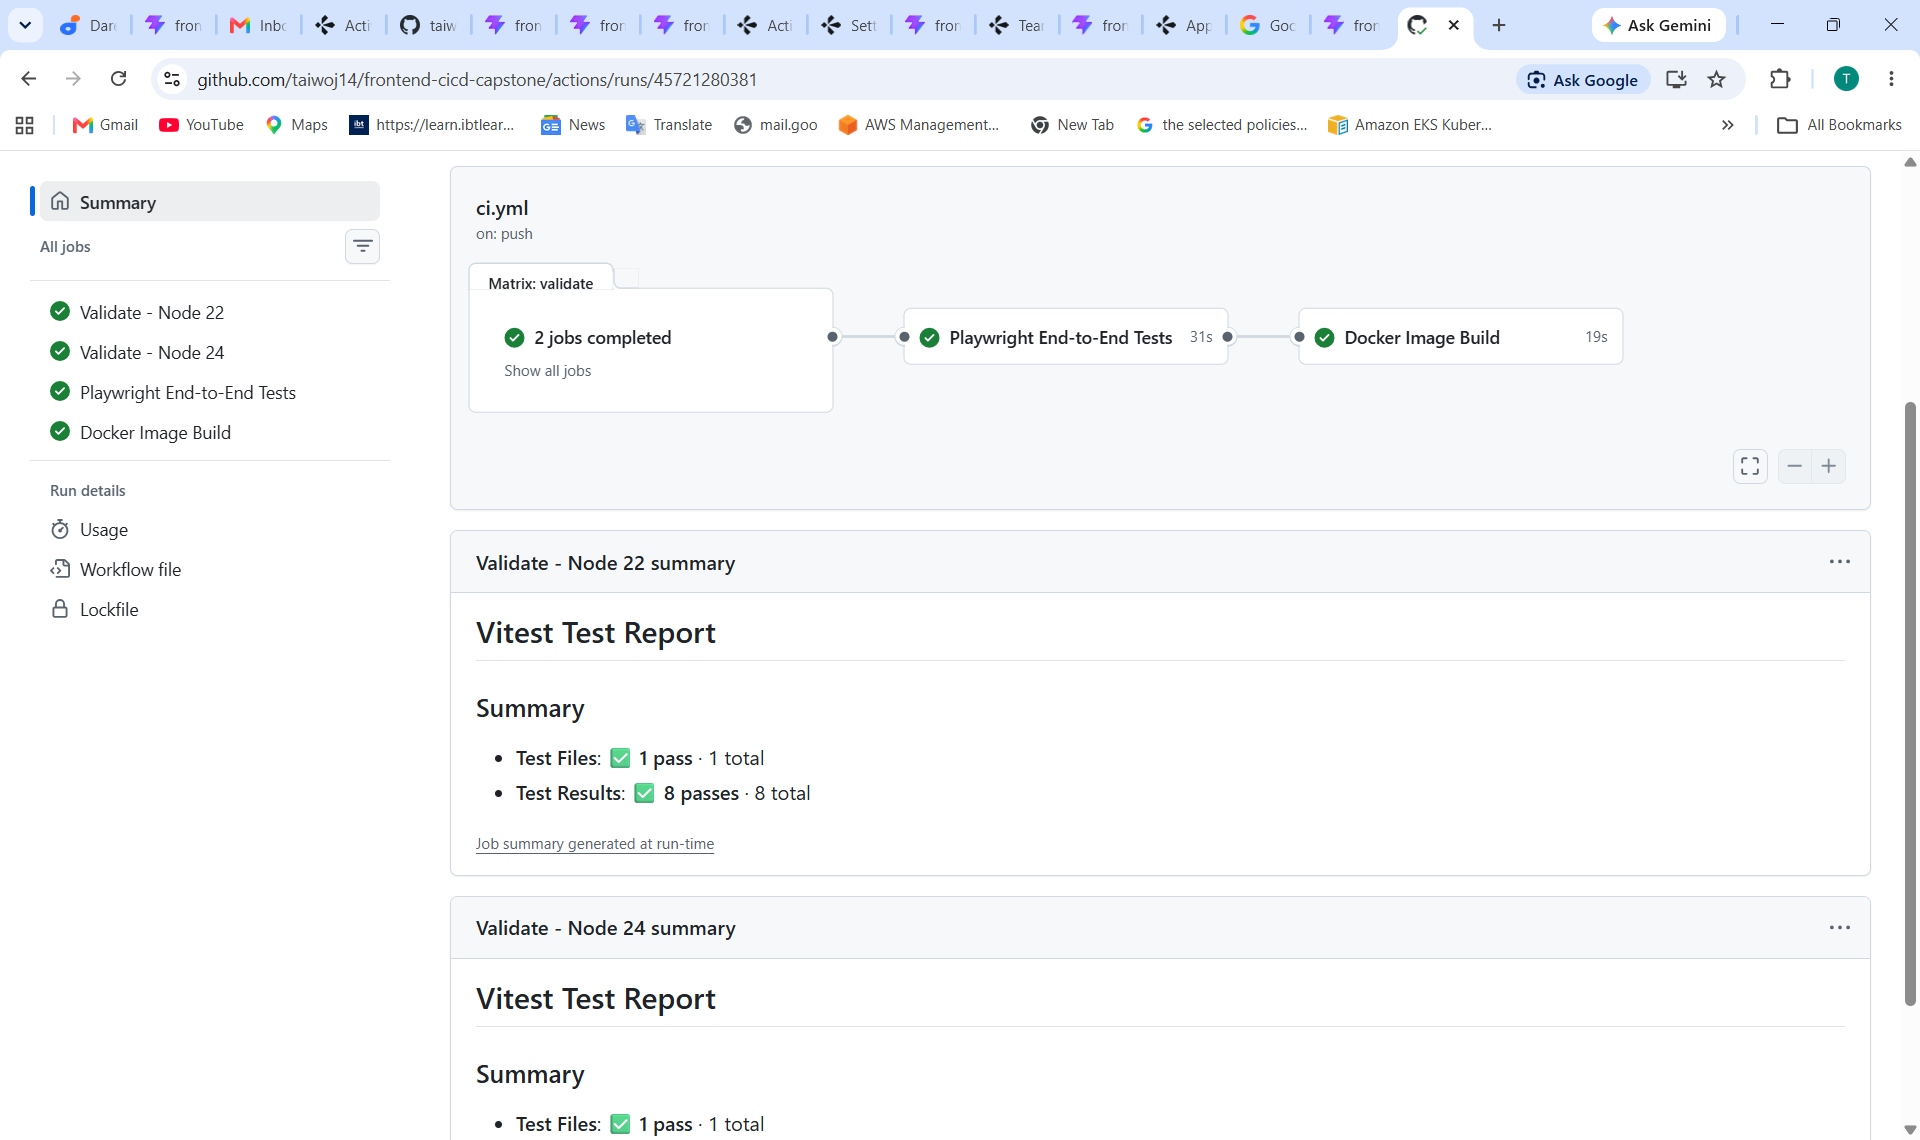 Dare
fron
Inbo
Acti
taiw
fron
fron
fron
Acti
Sett
fron
Tear
fron
App
Goo
fron
Ask Gemini
github.com/taiwoj14/frontend-cicd-capstone/actions/runs/45721280381
Ask Google
T
Gmail
YouTube
Maps
ibt
https://learn.ibtlear...
News
Translate
mail.goo
AWS Management...
New Tab
the selected policies...
Amazon EKS Kuber...
All Bookmarks
Summary
All jobs
Validate - Node 22
Validate - Node 24
Playwright End-to-End Tests
Docker Image Build
Run details
Usage
Workflow file
Lockfile
ci.yml
on: push
Matrix: validate
2 jobs completed
Show all jobs
Playwright End-to-End Tests 31s
Docker Image Build 19s
Validate - Node 22 summary
Vitest Test Report
Summary
• Test Files: ✅ 1 pass · 1 total
• Test Results: ✅ 8 passes · 8 total
Job summary generated at run-time
Validate - Node 24 summary
Vitest Test Report
Summary
• Test Files: ✅ 1 pass · 1 total